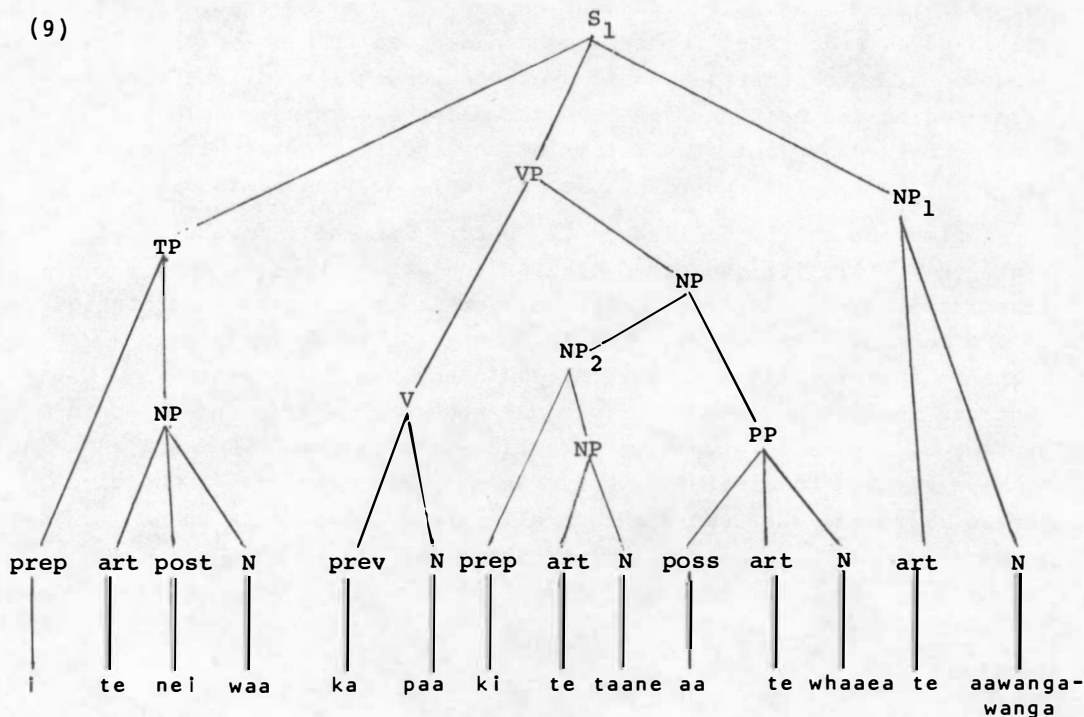 (9)
S1
VP
NP1
TP
NP
NP2
V
NP
PP
NP
prep art post N prev N prep art N poss art N art N
i te nei waa ka paa ki te taane aa te whaaea te aawanga-
wanga